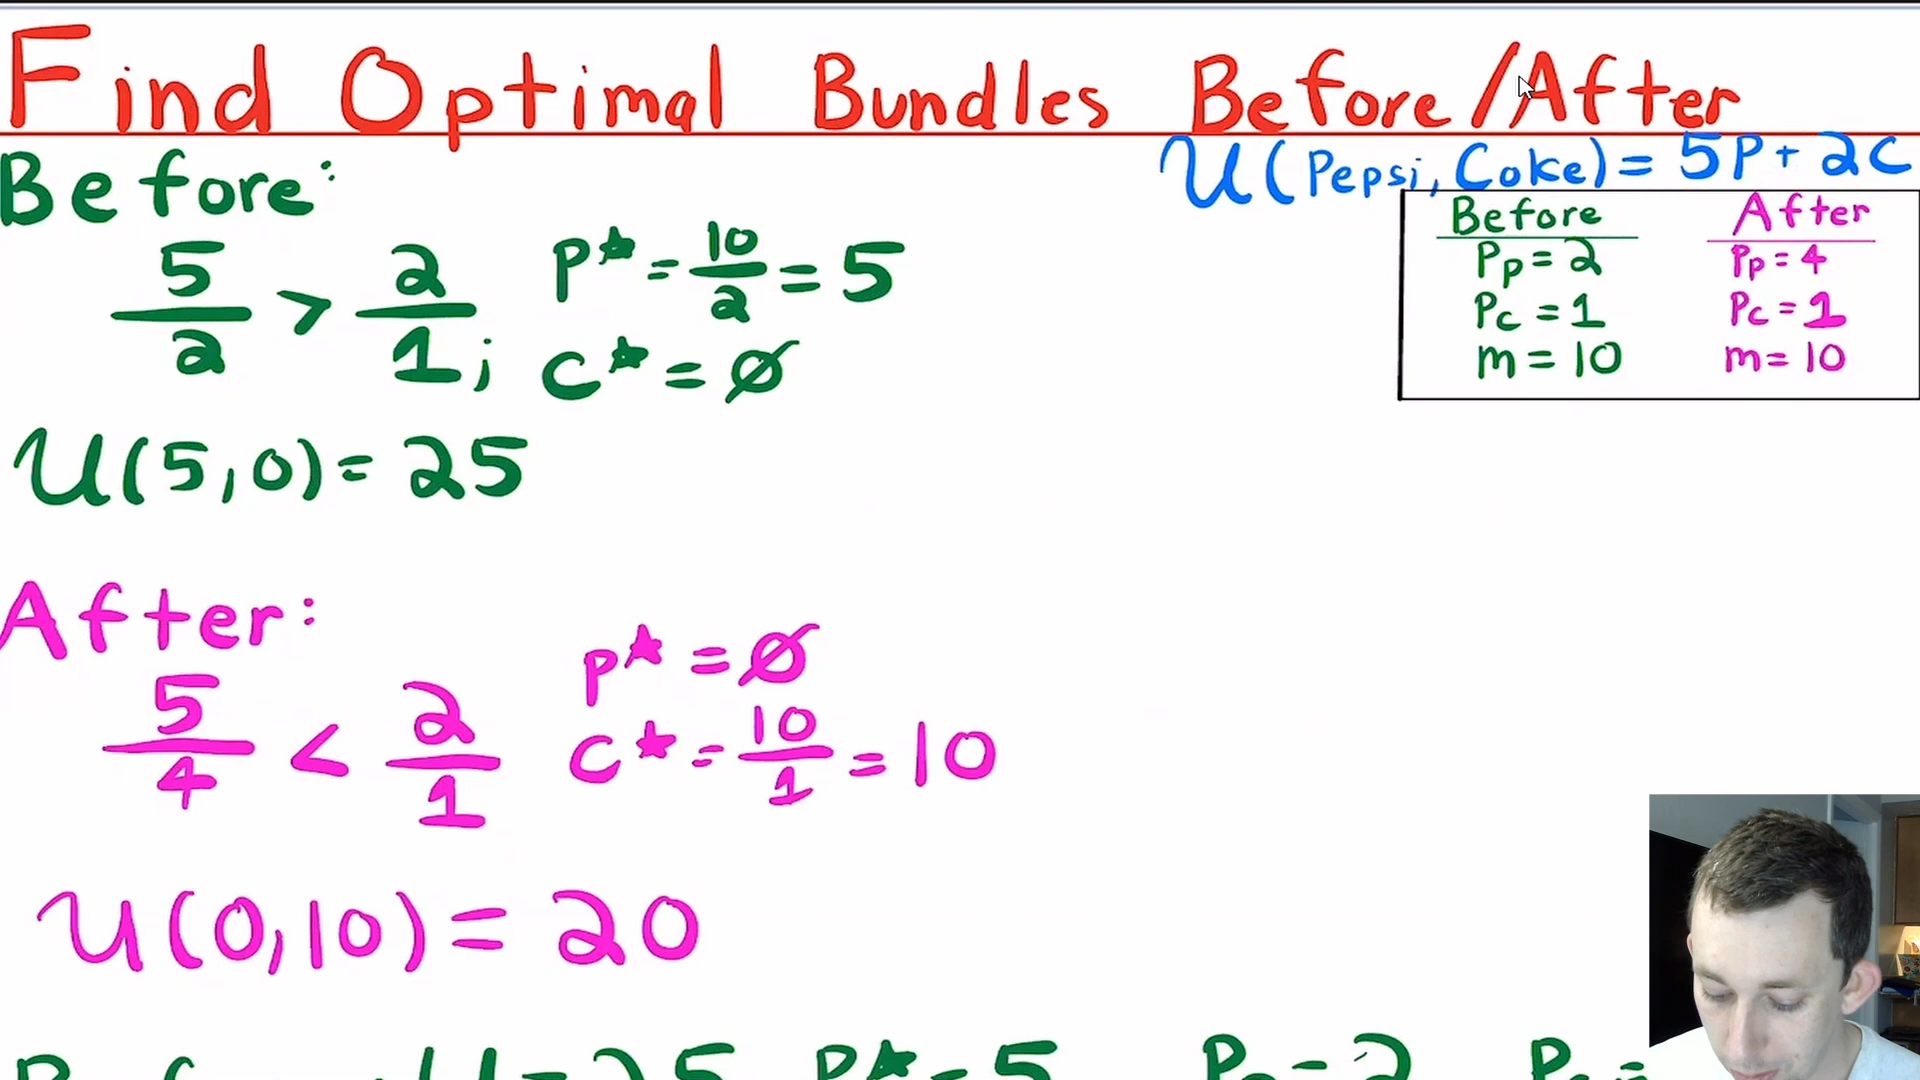 Find Optimal Bundles Before/After
U(Pepsi, Coke) = 5P + 2C
Before:
5/2 > 2/1; P* = 10/2 = 5
C* = Ø
U(5,0) = 25
Before After
Pp = 2 Pp = 4
Pc = 1 Pc = 1
m = 10 m = 10
After:
5/4 < 2/1 P* = Ø
C* = 10/1 = 10
U(0,10) = 20